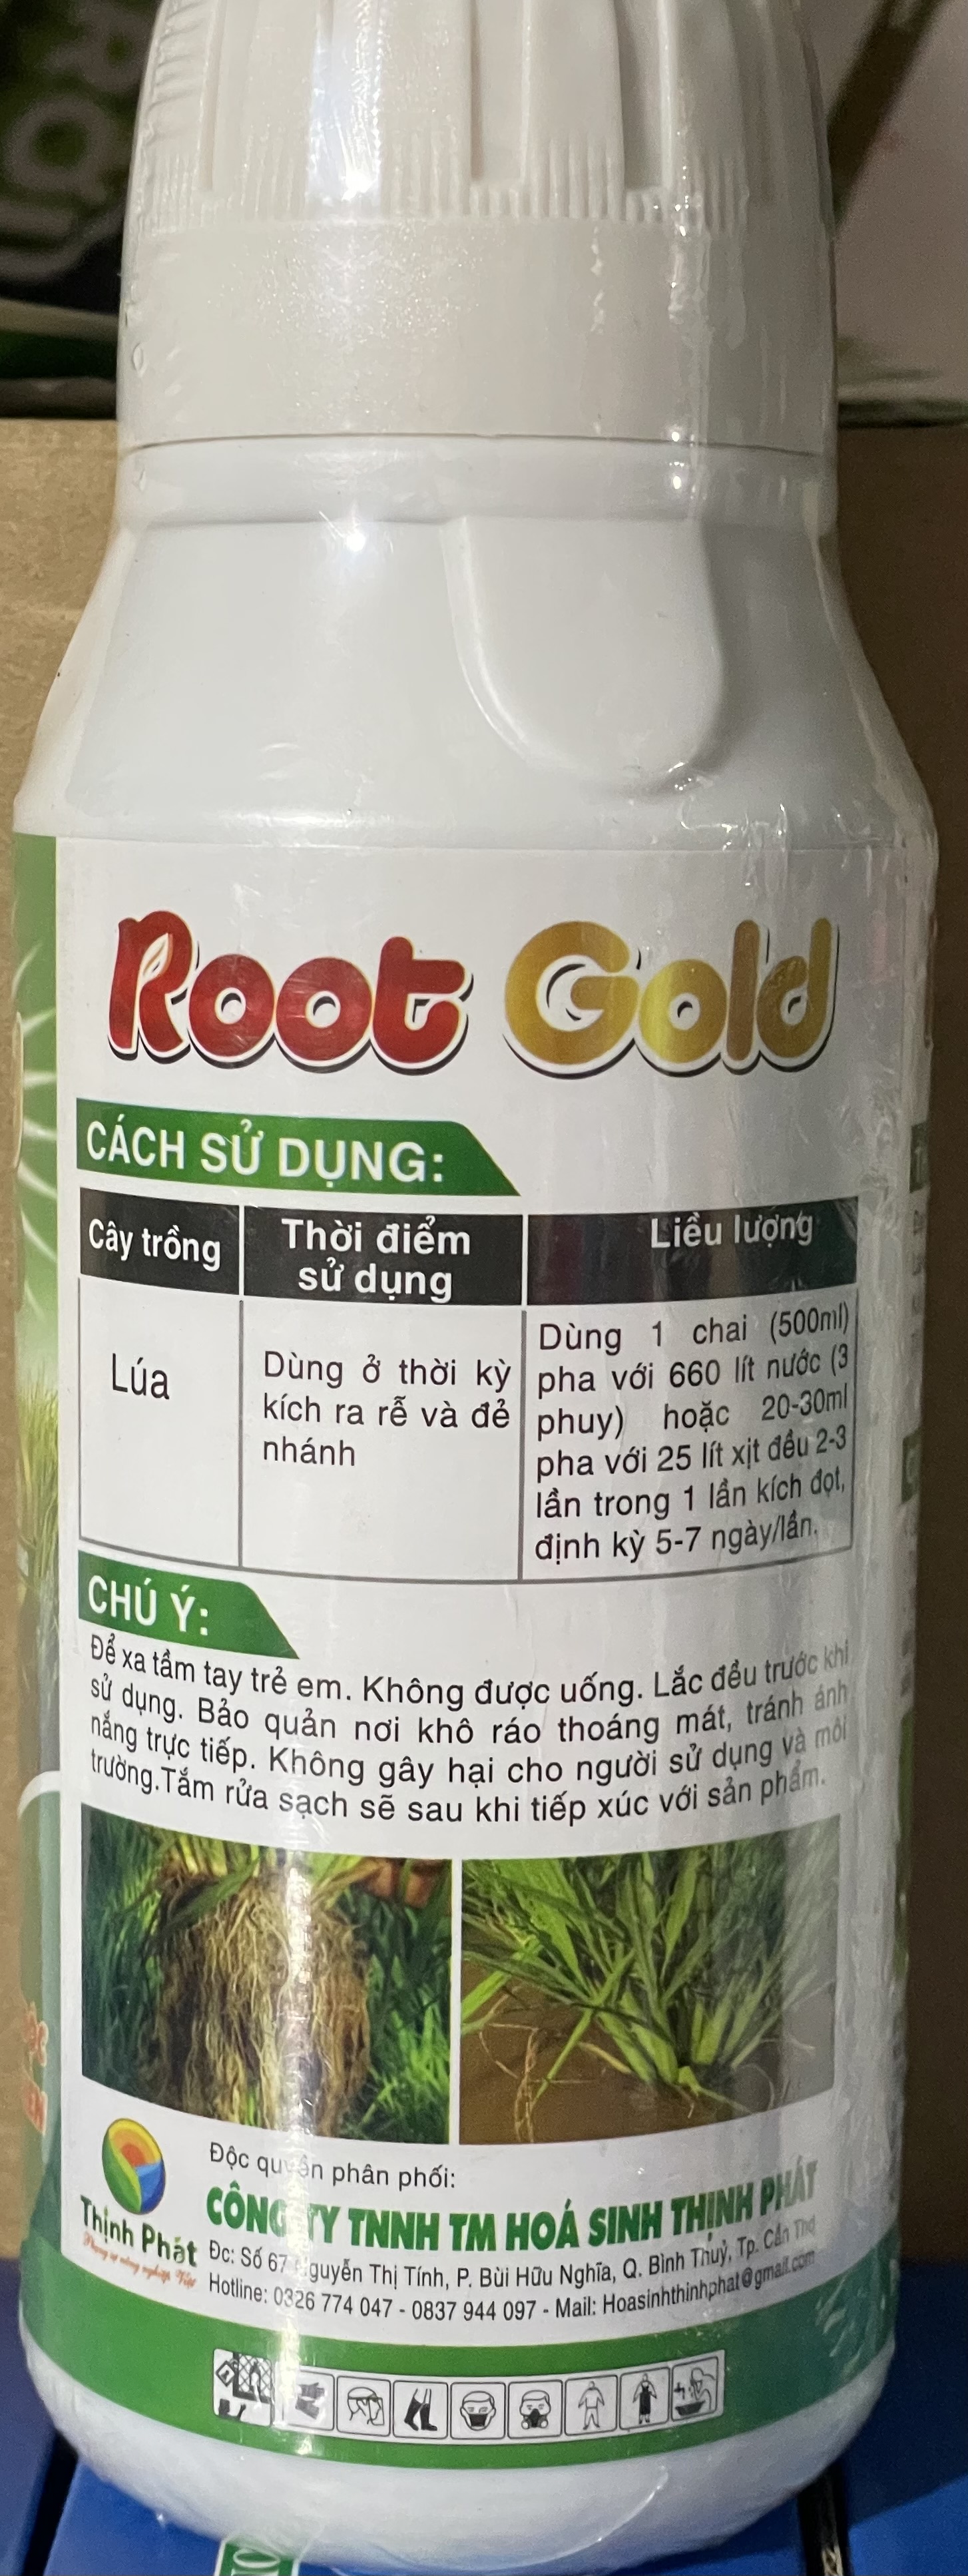 Root Gold
CÁCH SỬ DỤNG:
Cây trồng
Thời điểm
sử dụng
Liều lượng
Lúa
Dùng ở thời kỳ
kích ra rễ và đẻ
nhánh
Dùng 1 chai (500ml)
pha với 660 lít nước (3
phuy) hoặc 20-30ml
pha với 25 lít xịt đều 2-3
lần trong 1 lần kích đọt,
định kỳ 5-7 ngày/lần.
CHÚ Ý:
Để xa tầm tay trẻ em. Không được uống. Lắc đều trước khi
sử dụng. Bảo quản nơi khô ráo thoáng mát, tránh ánh
nắng trực tiếp. Không gây hại cho người sử dụng và môi
trường.Tắm rửa sạch sẽ sau khi tiếp xúc với sản phẩm.
Thịnh Phát
Độc quyền phân phối:
CÔNG TY TNNH TM HOÁ SINH THỊNH PHÁT
Đc: Số 67 Nguyễn Thị Tính, P. Bùi Hữu Nghĩa, Q. Bình Thuỷ, Tp. Cần Thơ
Hotline: 0326 774 047 - 0837 944 097 - Mail: Hoasinhthinhphat@gmail.com